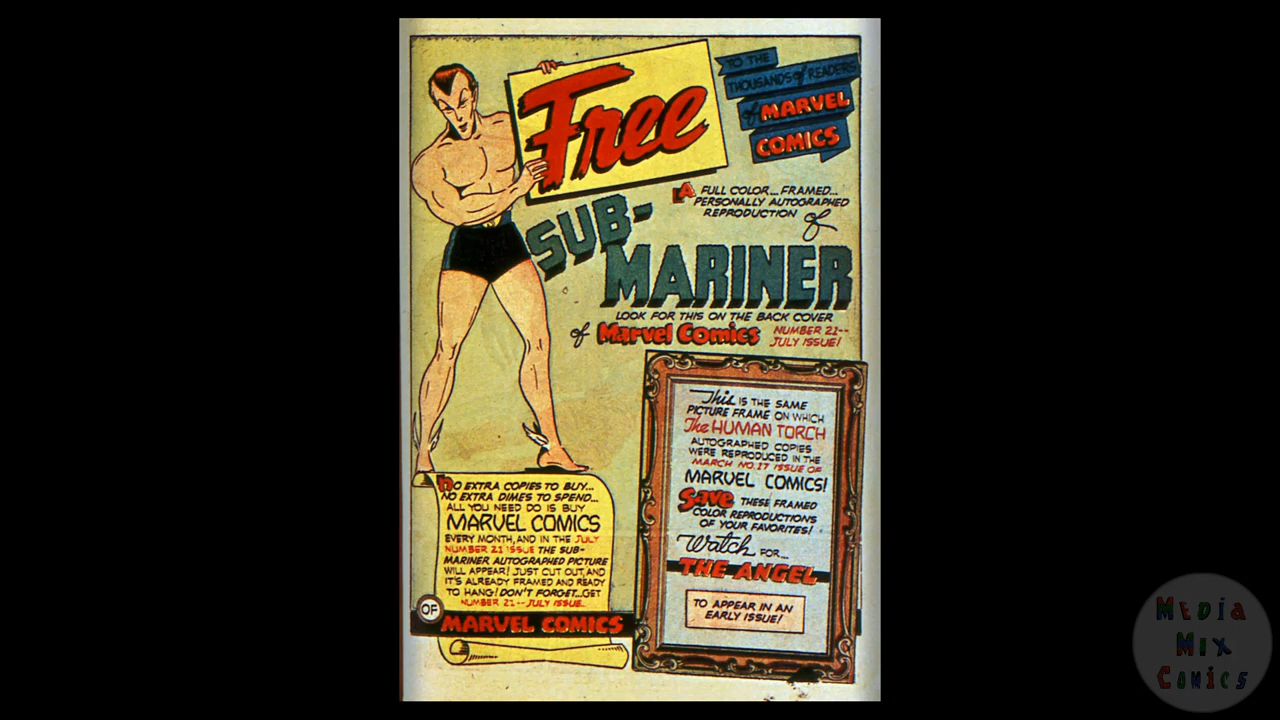 Free
TO THE
THOUSANDS of READERS
of MARVEL
COMICS
A FULL COLOR...FRAMED...
PERSONALLY AUTOGRAPHED
REPRODUCTION of
SUB-
MARINER
LOOK FOR THIS ON THE BACK COVER
of Marvel Comics NUMBER 21--
JULY ISSUE!
This IS THE SAME
PICTURE FRAME ON WHICH
The HUMAN TORCH
AUTOGRAPHED COPIES
WERE REPRODUCED IN THE
MARCH NO. 17 ISSUE OF
MARVEL COMICS!
Save THESE FRAMED
COLOR REPRODUCTIONS
OF YOUR FAVORITES!
Watch FOR...
THE ANGEL
TO APPEAR IN AN
EARLY ISSUE!
NO EXTRA COPIES TO BUY...
NO EXTRA DIMES TO SPEND...
ALL YOU NEED DO IS BUY
MARVEL COMICS
EVERY MONTH, AND IN THE JULY
NUMBER 21 ISSUE THE SUB-
MARINER AUTOGRAPHED PICTURE
WILL APPEAR! JUST CUT OUT, AND
IT'S ALREADY FRAMED AND READY
TO HANG! DON'T FORGET...GET
NUMBER 21-- JULY ISSUE..
OF MARVEL COMICS
MEDIA
MIX
COMICS